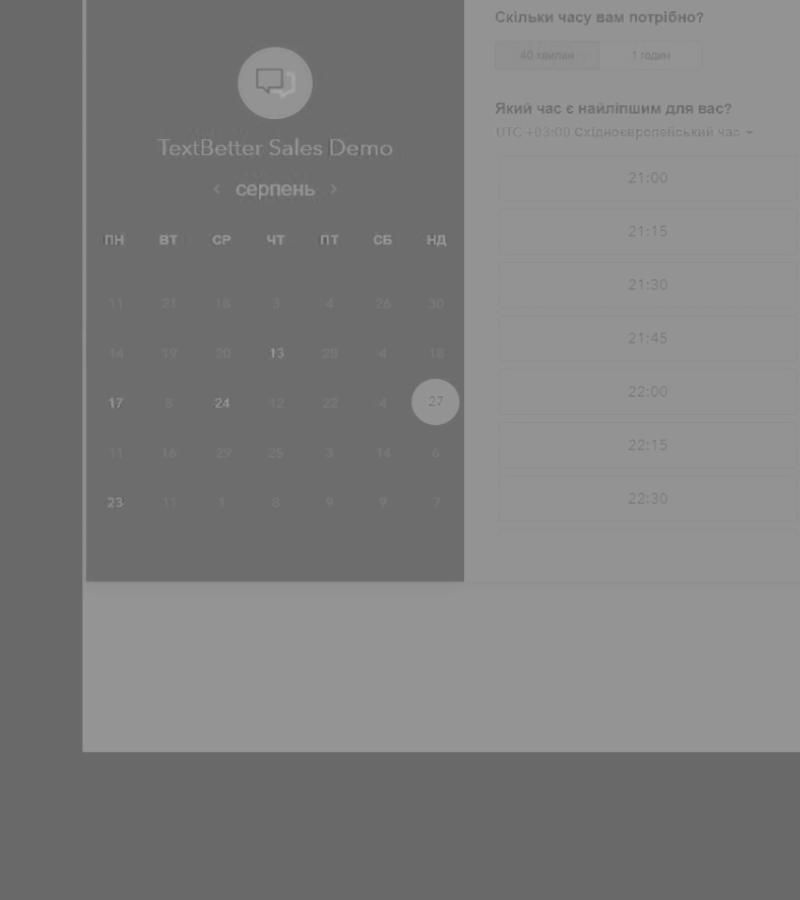 TextBetter Sales Demo
‹ серпень ›
ПН ВТ СР ЧТ ПТ СБ НД
11 21 18 3 4 26 30
14 19 20 13 28 4 18
17 8 24 12 22 4 27
11 16 29 25 3 14 6
23 11 1 8 9 9 7
Скільки часу вам потрібно?
40 хвилин 1 годин
Який час є найліпшим для вас?
UTC +03:00 Східноєвропейський час
21:00
21:15
21:30
21:45
22:00
22:15
22:30